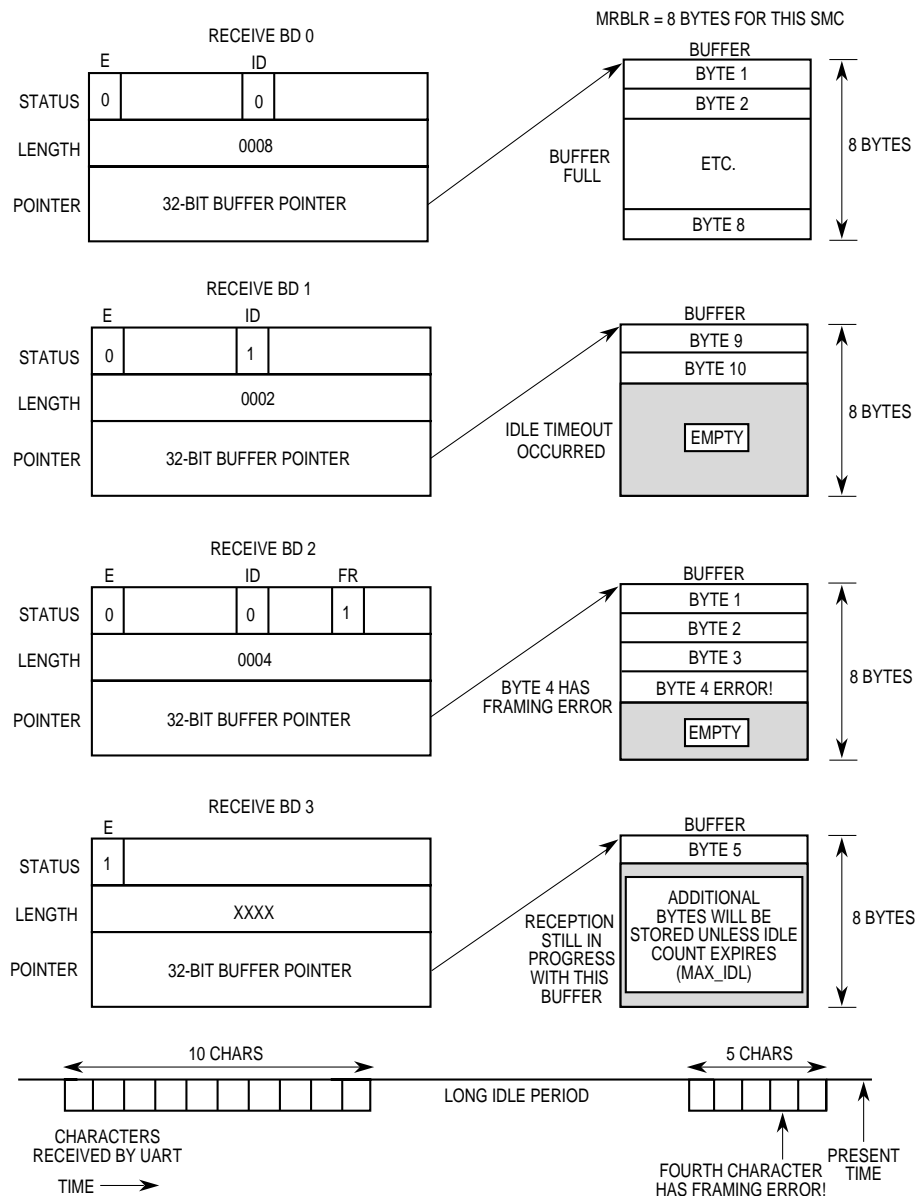 MRBLR = 8 BYTES FOR THIS SMC
RECEIVE BD 0
E ID
STATUS 0 0
LENGTH 0008
POINTER 32-BIT BUFFER POINTER
BUFFER
BYTE 1
BYTE 2
ETC.
BYTE 8
BUFFER
FULL
8 BYTES
RECEIVE BD 1
E ID
STATUS 0 1
LENGTH 0002
POINTER 32-BIT BUFFER POINTER
BUFFER
BYTE 9
BYTE 10
EMPTY
IDLE TIMEOUT
OCCURRED
8 BYTES
RECEIVE BD 2
E ID FR
STATUS 0 0 1
LENGTH 0004
POINTER 32-BIT BUFFER POINTER
BUFFER
BYTE 1
BYTE 2
BYTE 3
BYTE 4 ERROR!
EMPTY
BYTE 4 HAS
FRAMING ERROR
8 BYTES
RECEIVE BD 3
E
STATUS 1
LENGTH XXXX
POINTER 32-BIT BUFFER POINTER
BUFFER
BYTE 5
ADDITIONAL
BYTES WILL BE
STORED UNLESS IDLE
COUNT EXPIRES
(MAX_IDL)
RECEPTION
STILL IN
PROGRESS
WITH THIS
BUFFER
8 BYTES
10 CHARS
5 CHARS
LONG IDLE PERIOD
CHARACTERS
RECEIVED BY UART
TIME
FOURTH CHARACTER
HAS FRAMING ERROR!
PRESENT
TIME